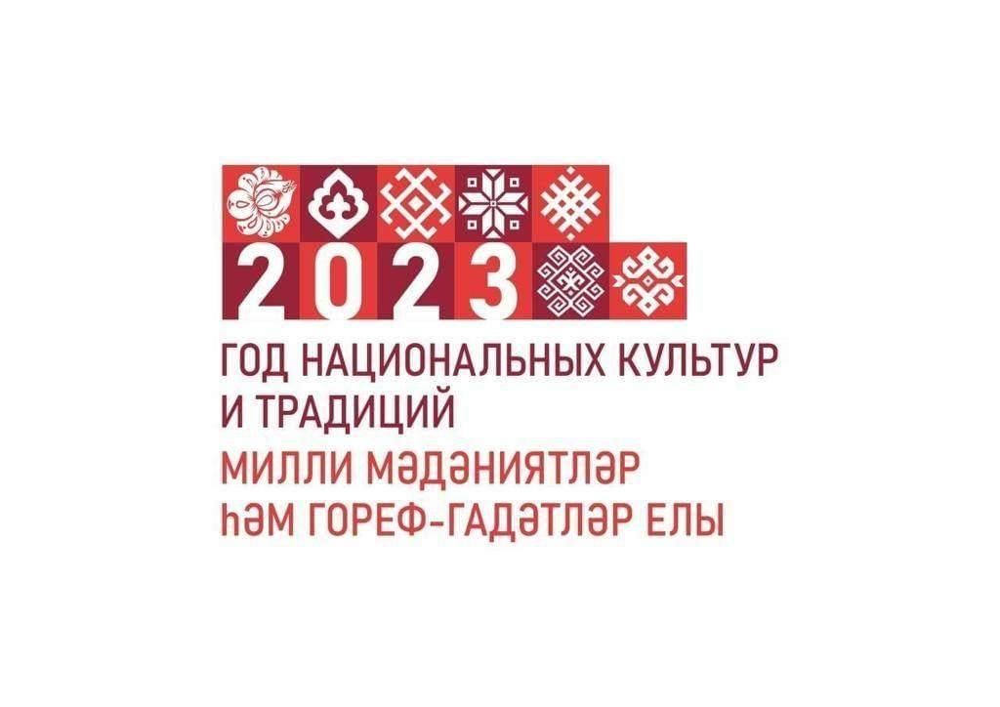 2023
ГОД НАЦИОНАЛЬНЫХ КУЛЬТУР
И ТРАДИЦИЙ
МИЛЛИ МӘДӘНИЯТЛӘР
һӘМ ГОРЕФ-ГАДӘТЛӘР ЕЛЫ